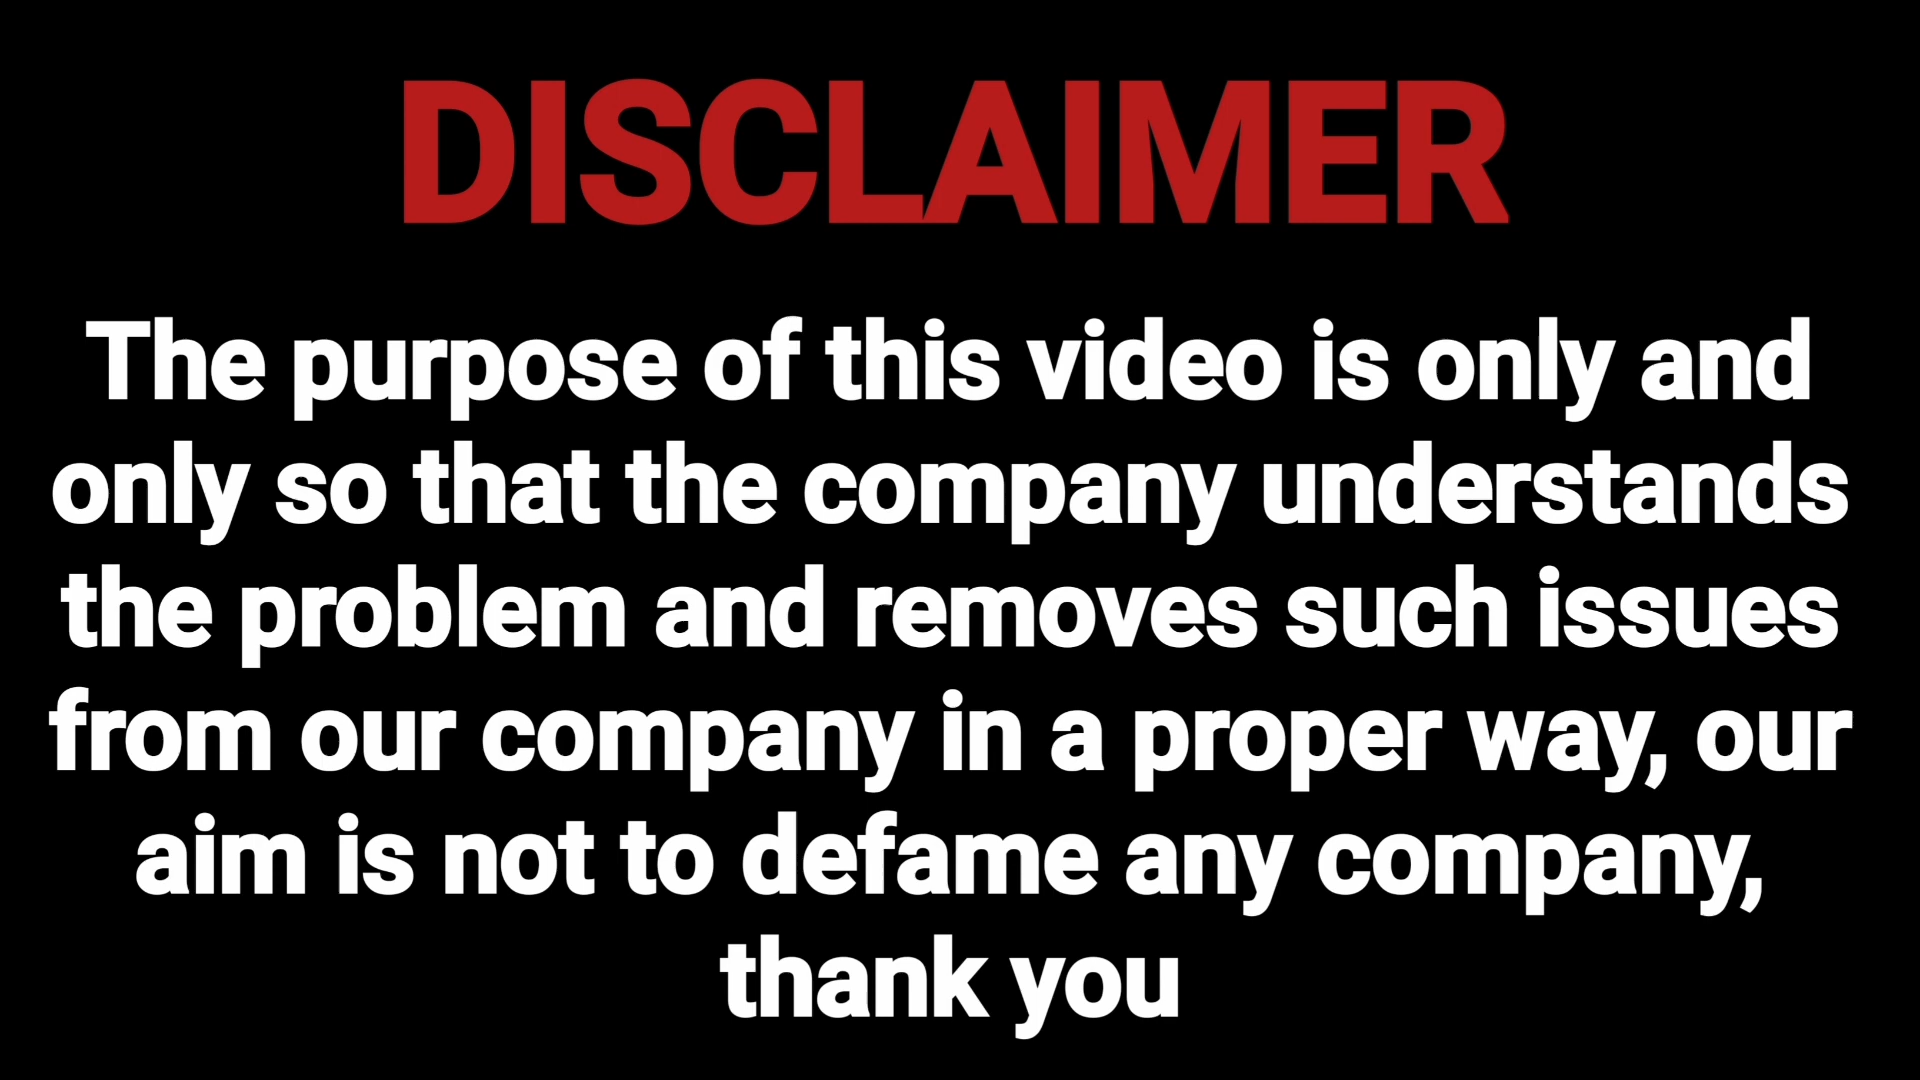 DISCLAIMER
The purpose of this video is only and
only so that the company understands
the problem and removes such issues
from our company in a proper way, our
aim is not to defame any company,
thank you